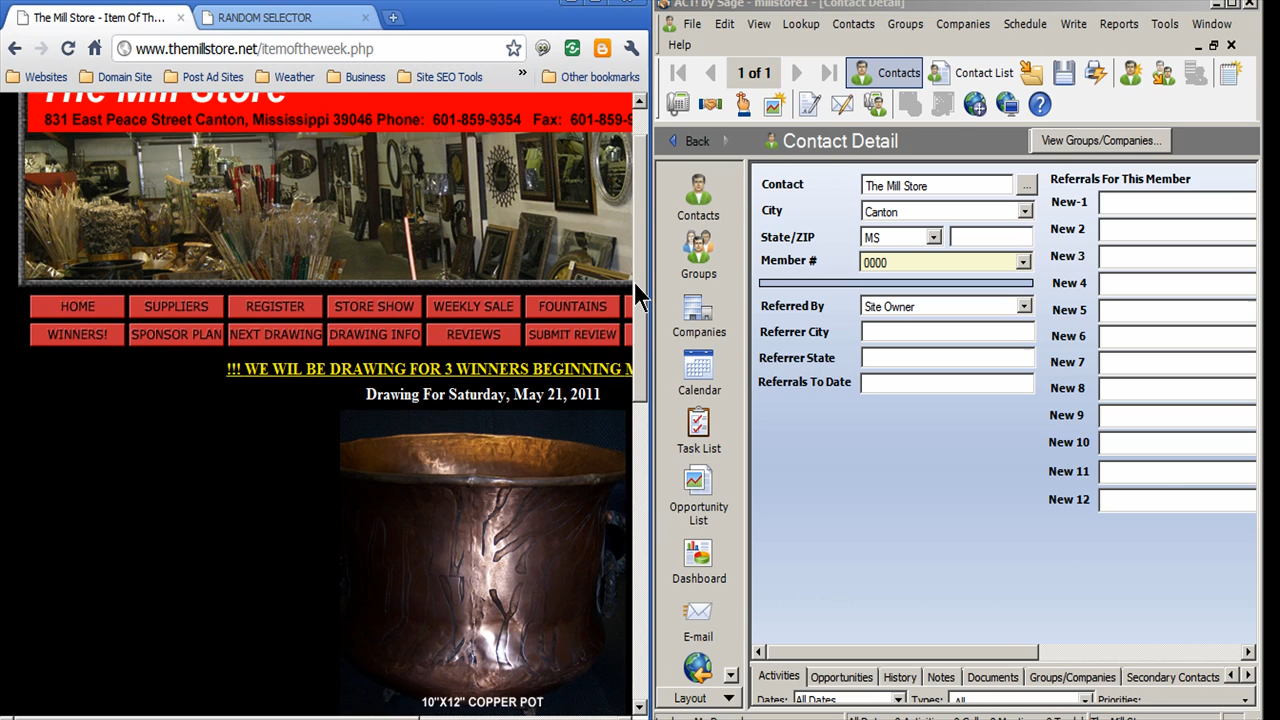 The Mill Store - Item Of Th...
RANDOM SELECTOR
www.themillstore.net/itemoftheweek.php
Websites
Domain Site
Post Ad Sites
Weather
Business
Site SEO Tools
»
Other bookmarks
The Mill Store
831 East Peace Street Canton, Mississippi 39046 Phone: 601-859-9354 Fax: 601-859-9
HOME
SUPPLIERS
REGISTER
STORE SHOW
WEEKLY SALE
FOUNTAINS
WINNERS!
SPONSOR PLAN
NEXT DRAWING
DRAWING INFO
REVIEWS
SUBMIT REVIEW
!!! WE WIL BE DRAWING FOR 3 WINNERS BEGINNING M
Drawing For Saturday, May 21, 2011
10"X12" COPPER POT
ACT! by Sage - millstore1 - [Contact Detail]
File
Edit
View
Lookup
Contacts
Groups
Companies
Schedule
Write
Reports
Tools
Window
Help
1 of 1
Contacts
Contact List
Back
Contact Detail
View Groups/Companies...
Contacts
Groups
Companies
Calendar
Task List
Opportunity
List
Dashboard
E-mail
Layout
Contact
The Mill Store
...
City
Canton
State/ZIP
MS
Member #
0000
Referred By
Site Owner
Referrer City
Referrer State
Referrals To Date
Referrals For This Member
New-1
New 2
New 3
New 4
New 5
New 6
New 7
New 8
New 9
New 10
New 11
New 12
Activities
Opportunities
History
Notes
Documents
Groups/Companies
Secondary Contacts
Dates:
All Dates
Types:
All
Priorities: